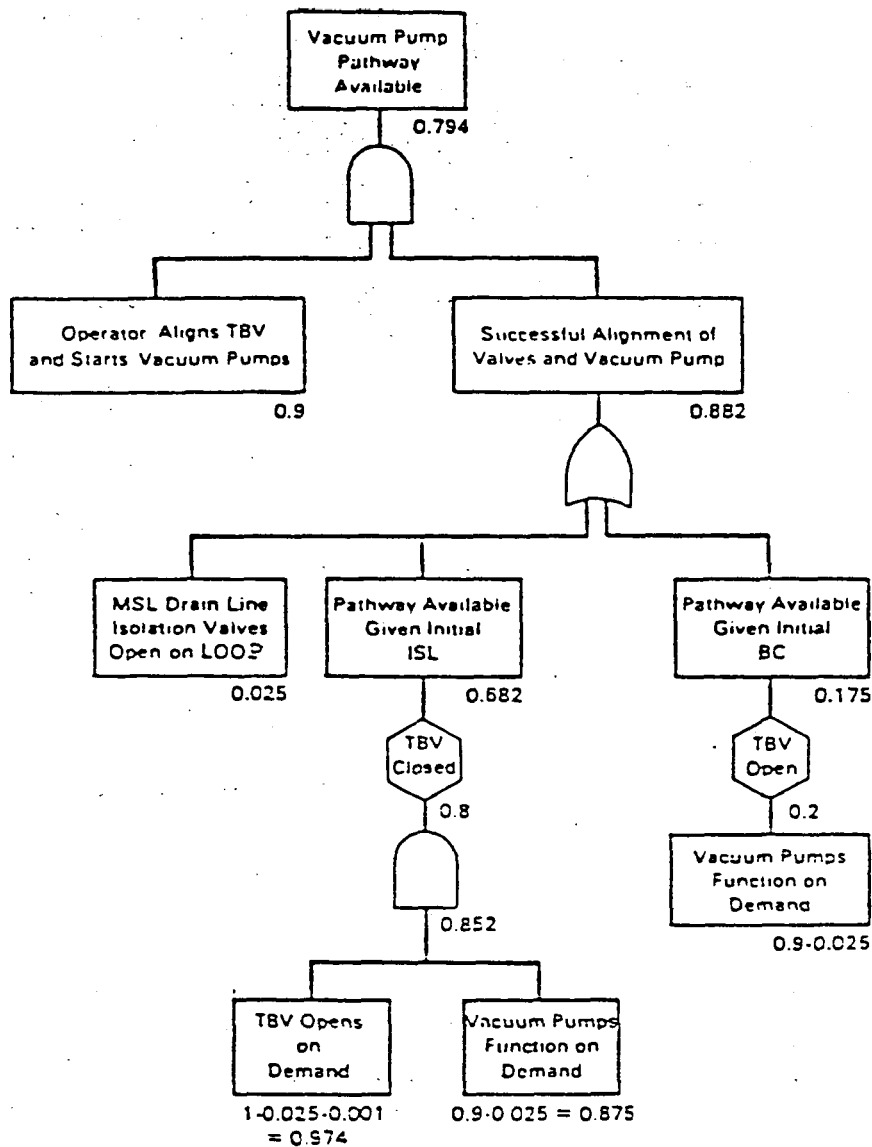 Vacuum Pump
Pathway
Available
0.794
Operator Aligns TBV
and Starts Vacuum Pumps
0.9
Successful Alignment of
Valves and Vacuum Pump
0.882
MSL Drain Line
Isolation Valves
Open on LOOP
0.025
Pathway Available
Given Initial
ISL
0.682
Pathway Available
Given Initial
BC
0.175
TBV
Closed
0.8
TBV
Open
0.2
0.852
Vacuum Pumps
Function on
Demand
0.9-0.025
TBV Opens
on
Demand
1-0.025-0.001
= 0.974
Vacuum Pumps
Function on
Demand
0.9-0.025 = 0.875